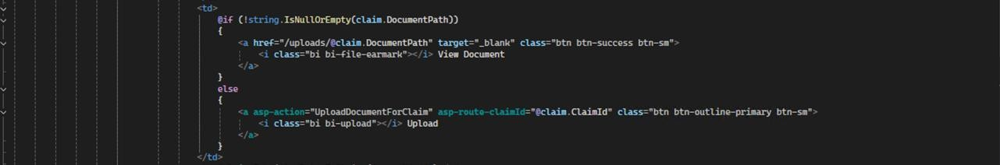 <td>
@if (!string.IsNullOrEmpty(claim.DocumentPath))
{
<a href="/uploads/@claim.DocumentPath" target="_blank" class="btn btn-success btn-sm">
<i class="bi bi-file-earmark"></i> View Document
</a>
}
else
{
<a asp-action="UploadDocumentForClaim" asp-route-claimId="@claim.ClaimId" class="btn btn-outline-primary btn-sm">
<i class="bi bi-upload"></i> Upload
</a>
}
</td>